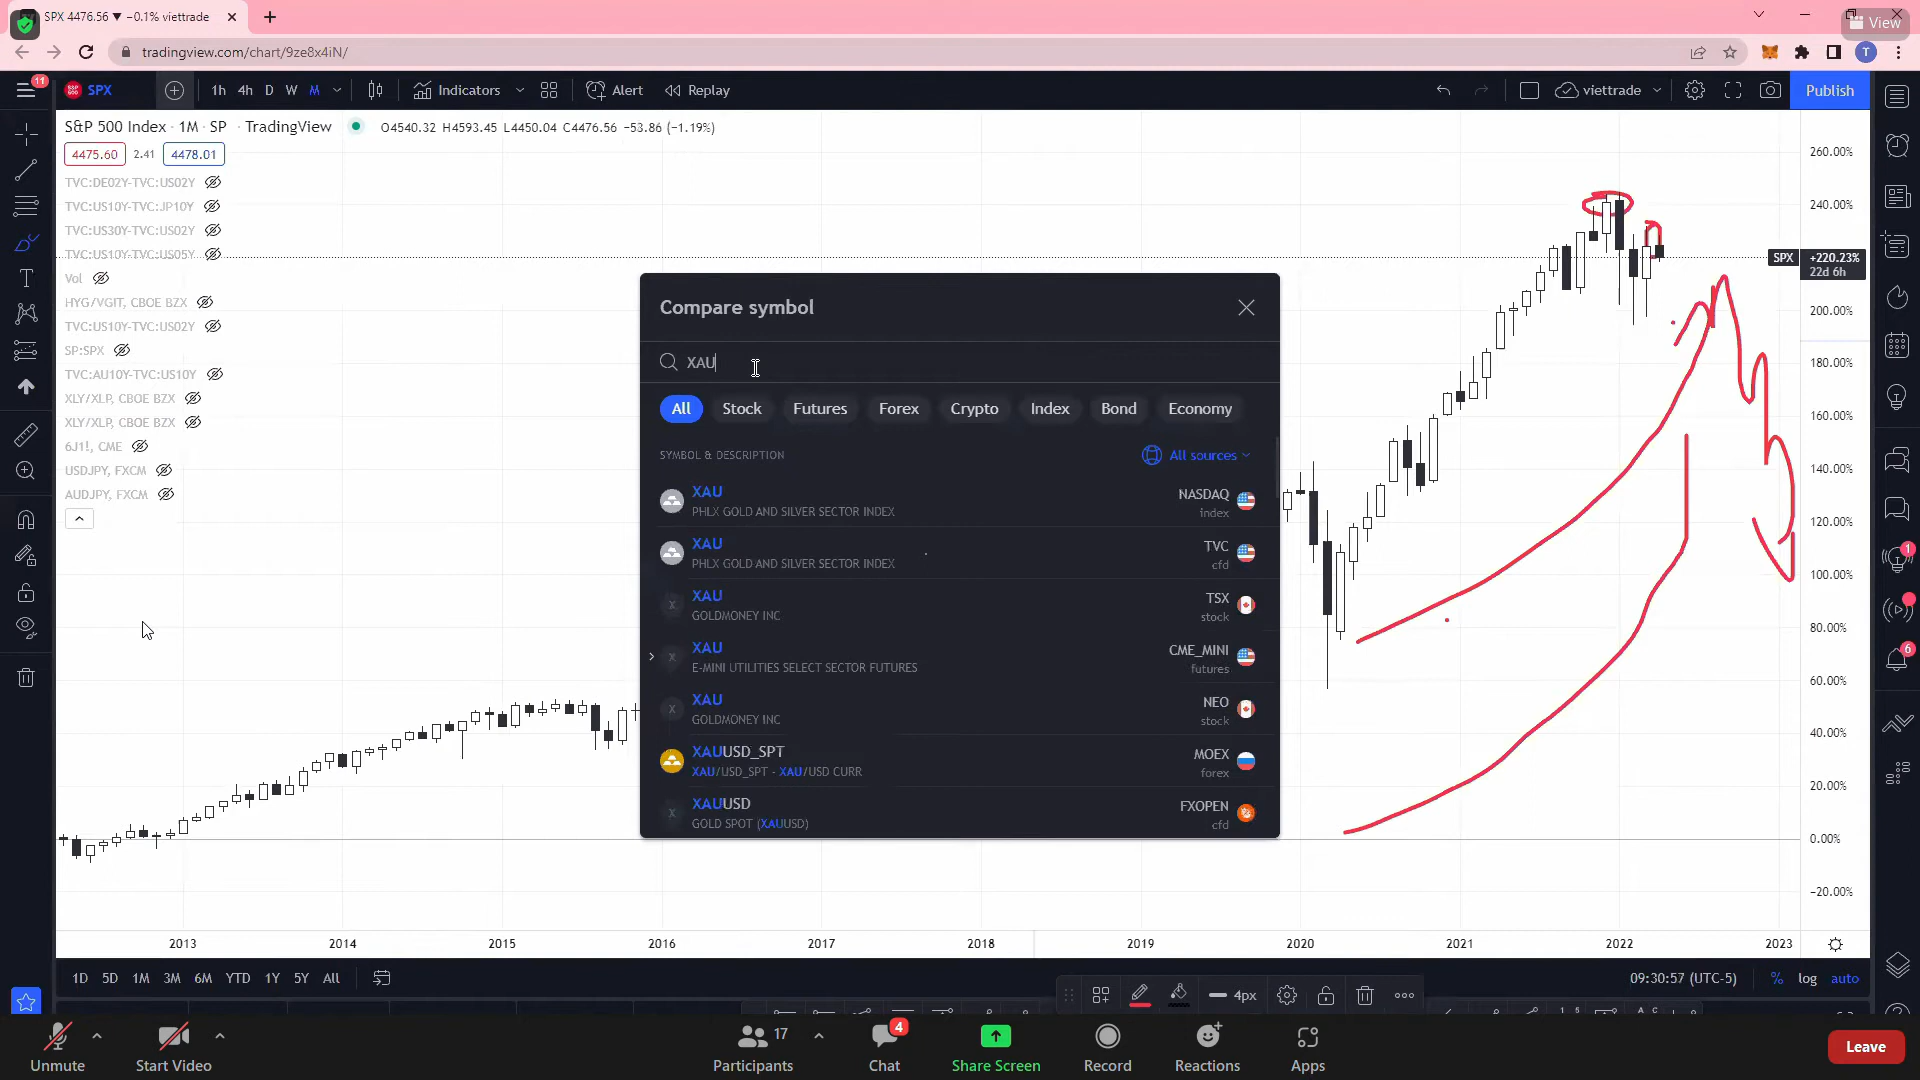 SPX 4476.56 ▼ −0.1% viettrade
View
tradingview.com/chart/9ze8x4iN/
T
11
SPX
1h 4h D W M
Indicators
Alert
Replay
viettrade
Publish
S&P 500 Index · 1M · SP · TradingView
O4540.32 H4593.45 L4450.04 C4476.56 −53.86 (−1.19%)
4475.60 2.41 4478.01
TVC:DE02Y-TVC:US02Y
TVC:US10Y-TVC:JP10Y
TVC:US30Y-TVC:US02Y
TVC:US10Y-TVC:US05Y
Vol
HYG/VGIT, CBOE BZX
TVC:US10Y-TVC:US02Y
SP:SPX
TVC:AU10Y-TVC:US10Y
XLY/XLP, CBOE BZX
XLY/XLP, CBOE BZX
6J1!, CME
USDJPY, FXCM
AUDJPY, FXCM
260.00%
240.00%
SPX +220.23%
22d 6h
200.00%
180.00%
160.00%
140.00%
120.00%
100.00%
80.00%
60.00%
40.00%
20.00%
0.00%
−20.00%
Compare symbol
XAU
All Stock Futures Forex Crypto Index Bond Economy
SYMBOL & DESCRIPTION All sources
XAU NASDAQ
PHLX GOLD AND SILVER SECTOR INDEX index
XAU TVC
PHLX GOLD AND SILVER SECTOR INDEX cfd
XAU TSX
GOLDMONEY INC stock
XAU CME_MINI
E-MINI UTILITIES SELECT SECTOR FUTURES futures
XAU NEO
GOLDMONEY INC stock
XAUUSD_SPT MOEX
XAU/USD_SPT - XAU/USD CURR forex
XAUUSD FXOPEN
GOLD SPOT (XAUUSD) cfd
1
6
2013 2014 2015 2016 2017 2018 2019 2020 2021 2022 2023
1D 5D 1M 3M 6M YTD 1Y 5Y All
09:30:57 (UTC-5) % log auto
4px
17
4
Unmute Start Video Participants Chat Share Screen Record Reactions Apps Leave